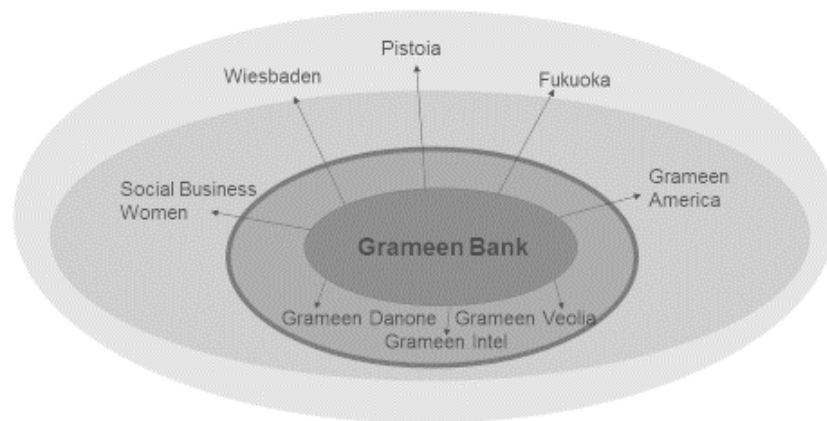 Pistoia
Wiesbaden
Fukuoka
Social Business
Women
Grameen
America
Grameen Bank
Grameen Danone
Grameen Veolia
Grameen Intel